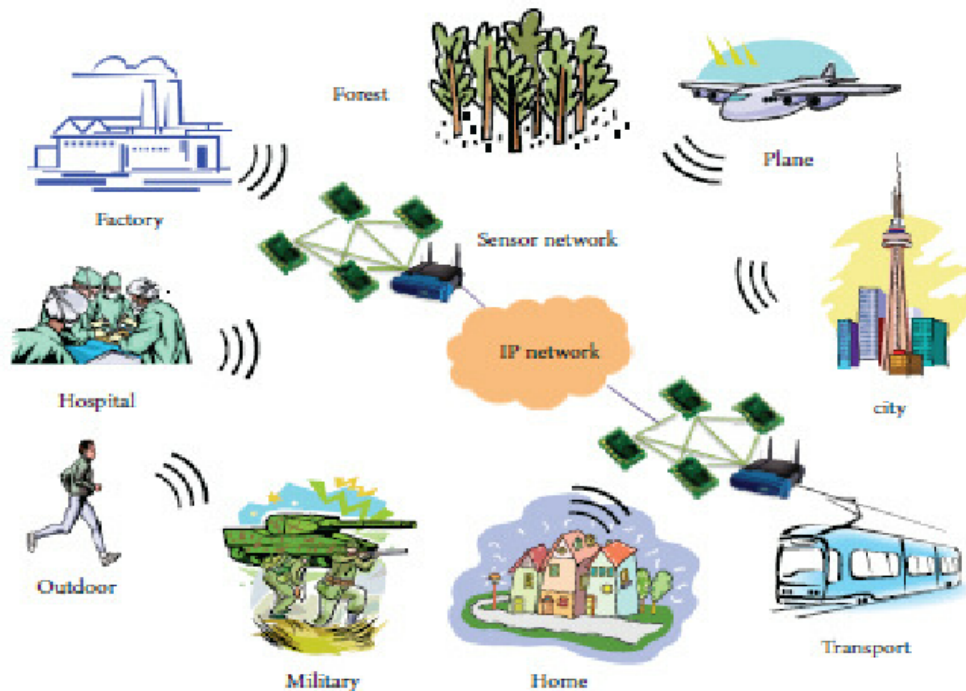 Forest
Plane
Factory
Sensor network
IP network
Hospital
city
Outdoor
Transport
Military
Home